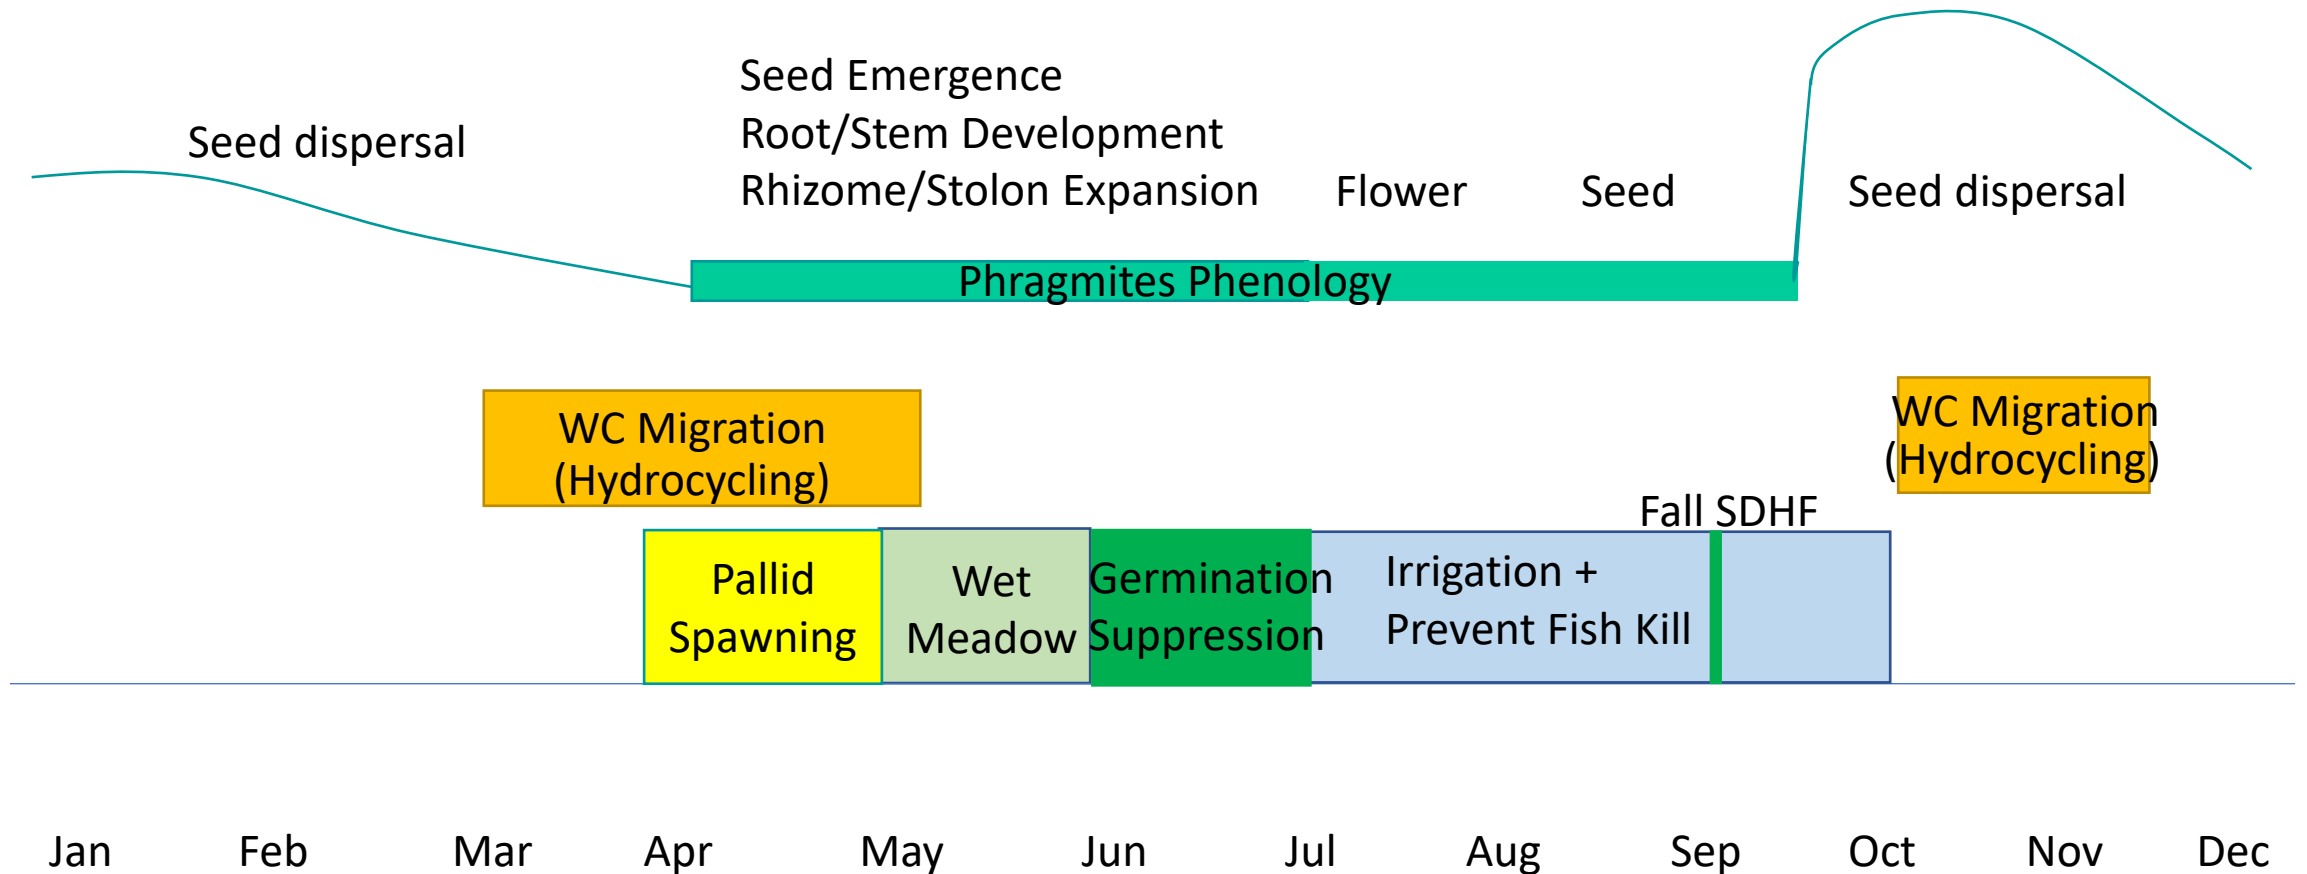 Seed dispersal
Seed Emergence
Root/Stem Development
Rhizome/Stolon Expansion
Flower
Seed
Seed dispersal
Phragmites Phenology
WC Migration
(Hydrocycling)
WC Migration
(Hydrocycling)
Fall SDHF
Pallid
Spawning
Wet
Meadow
Germination
Suppression
Irrigation +
Prevent Fish Kill
Jan Feb Mar Apr May Jun Jul Aug Sep Oct Nov Dec